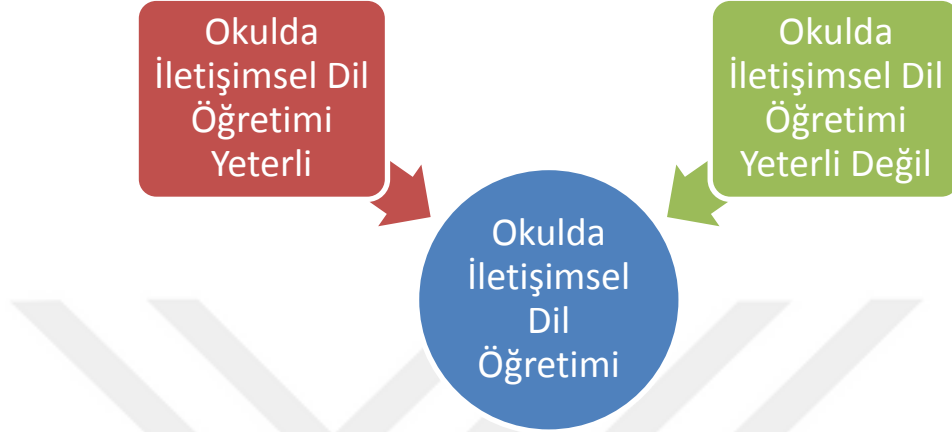 Okulda
İletişimsel Dil
Öğretimi
Yeterli
Okulda
İletişimsel Dil
Öğretimi
Yeterli Değil
Okulda
İletişimsel
Dil
Öğretimi